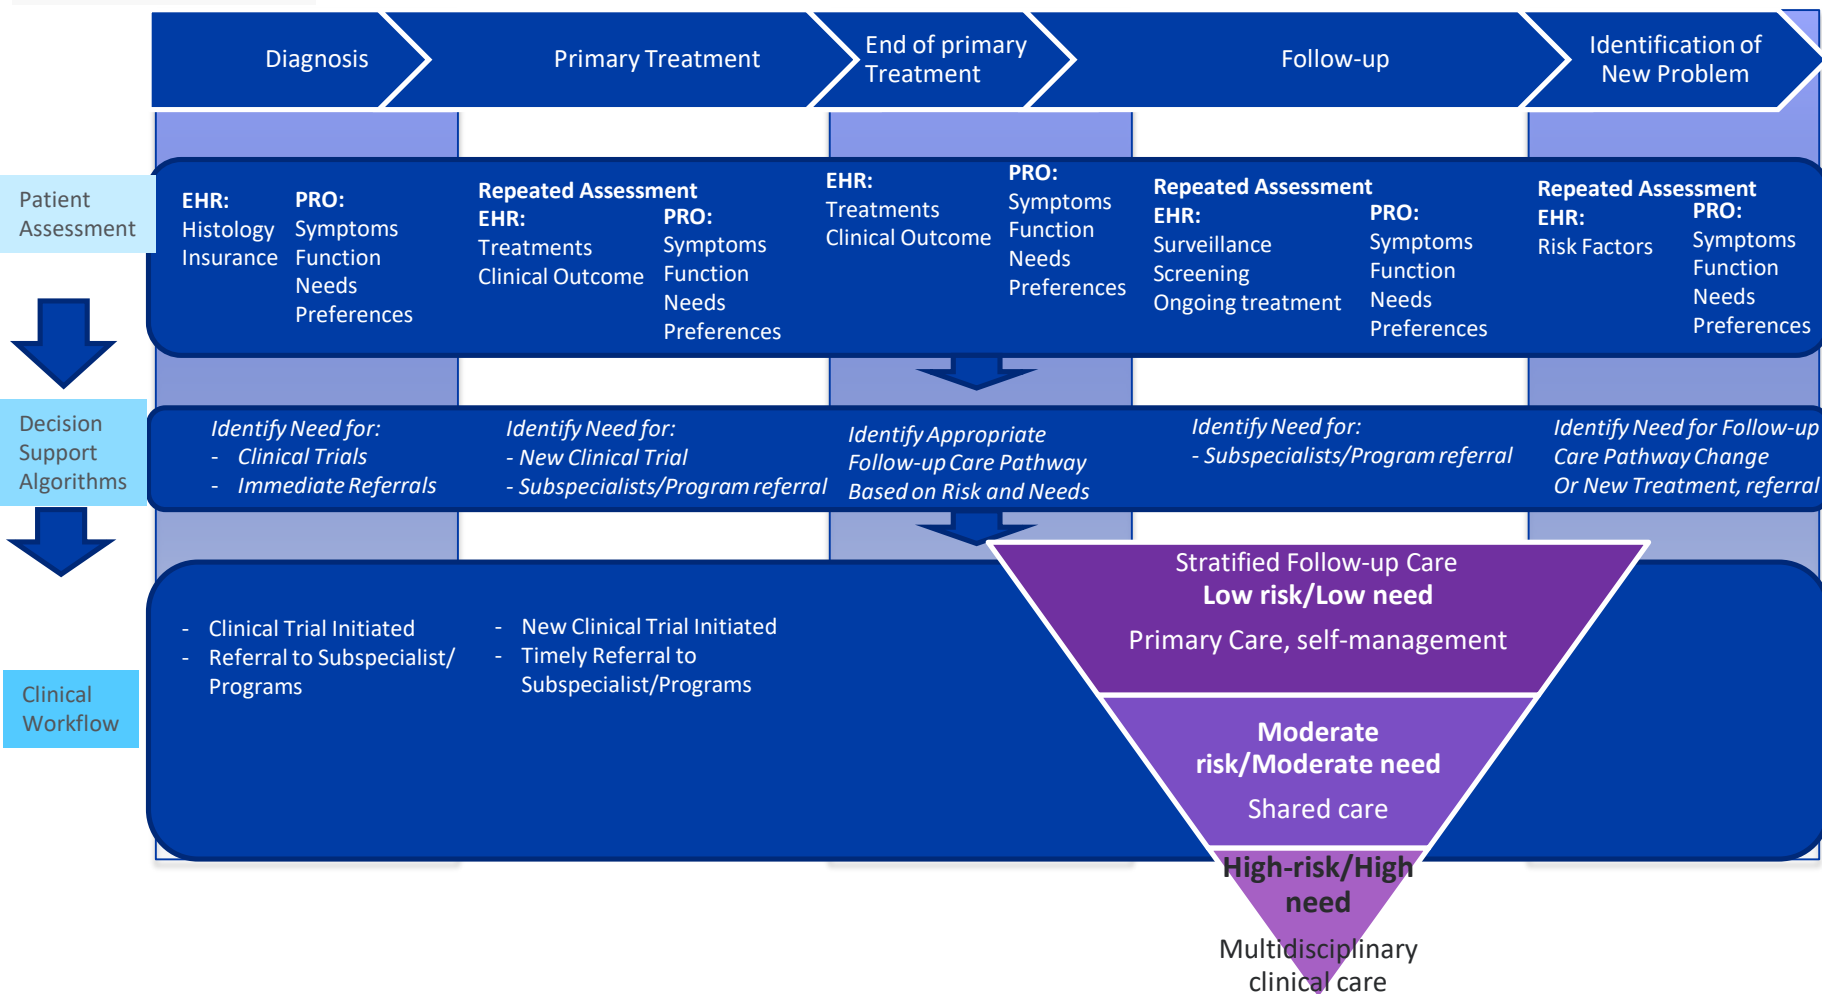 Diagnosis
Primary Treatment
End of primary
Treatment
Follow-up
Identification of
New Problem
Patient
Assessment
EHR:
Histology
Insurance
PRO:
Symptoms
Function
Needs
Preferences
Repeated Assessment
EHR:
Treatments
Clinical Outcome
PRO:
Symptoms
Function
Needs
Preferences
EHR:
Treatments
Clinical Outcome
PRO:
Symptoms
Function
Needs
Preferences
Repeated Assessment
EHR:
Surveillance
Screening
Ongoing treatment
PRO:
Symptoms
Function
Needs
Preferences
Repeated Assessment
EHR:
Risk Factors
PRO:
Symptoms
Function
Needs
Preferences
Decision
Support
Algorithms
Identify Need for:
- Clinical Trials
- Immediate Referrals
Identify Need for:
- New Clinical Trial
- Subspecialists/Program referral
Identify Appropriate
Follow-up Care Pathway
Based on Risk and Needs
Identify Need for:
- Subspecialists/Program referral
Identify Need for Follow-up
Care Pathway Change
Or New Treatment, referral
Clinical
Workflow
- Clinical Trial Initiated
- Referral to Subspecialist/
Programs
- New Clinical Trial Initiated
- Timely Referral to
Subspecialist/Programs
Stratified Follow-up Care
Low risk/Low need
Primary Care, self-management
Moderate
risk/Moderate need
Shared care
High-risk/High
need
Multidisciplinary
clinical care